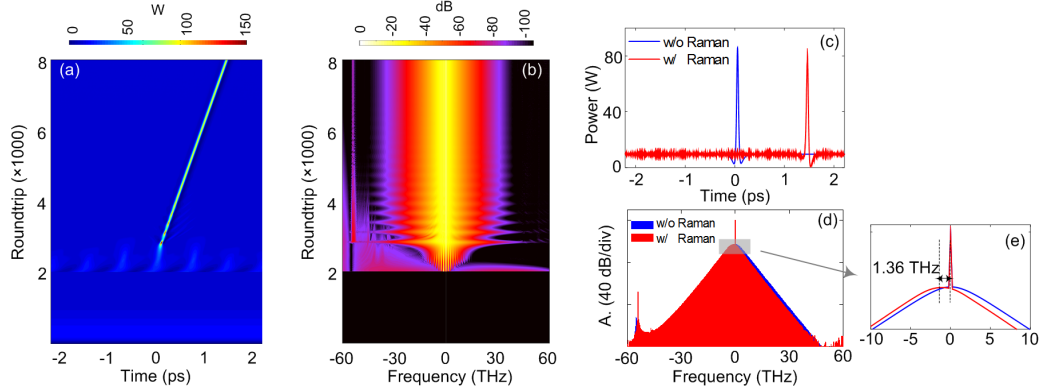 W
0 50 100 150
(a)
8
6
4
2
Roundtrip (×1000)
-2 -1 0 1 2
Time (ps)
dB
0 -20 -40 -60 -80 -100
(b)
8
6
4
2
Roundtrip (×1000)
-60 -30 0 30 60
Frequency (THz)
(c)
w/o Raman
w/ Raman
80
40
0
Power (W)
-2 -1 0 1 2
Time (ps)
(d)
w/o Raman
w/ Raman
A. (40 dB/div)
-60 -30 0 30 60
Frequency (THz)
(e)
1.36 THz
-10 -5 0 5 10